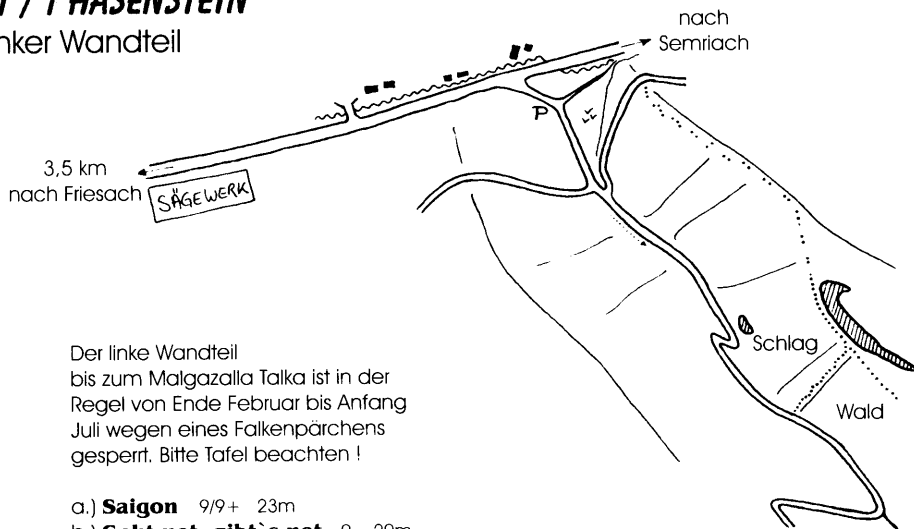 HASENSTEIN
Wandteil
nach
Semriach
P
3,5 km
nach Friesach
SÄGEWERK
Schlag
Wald
Der linke Wandteil
bis zum Malgazalla Talka ist in der
Regel von Ende Februar bis Anfang
Juli wegen eines Falkenpärchens
gesperrt. Bitte Tafel beachten !
a.) Saigon 9/9+ 23m